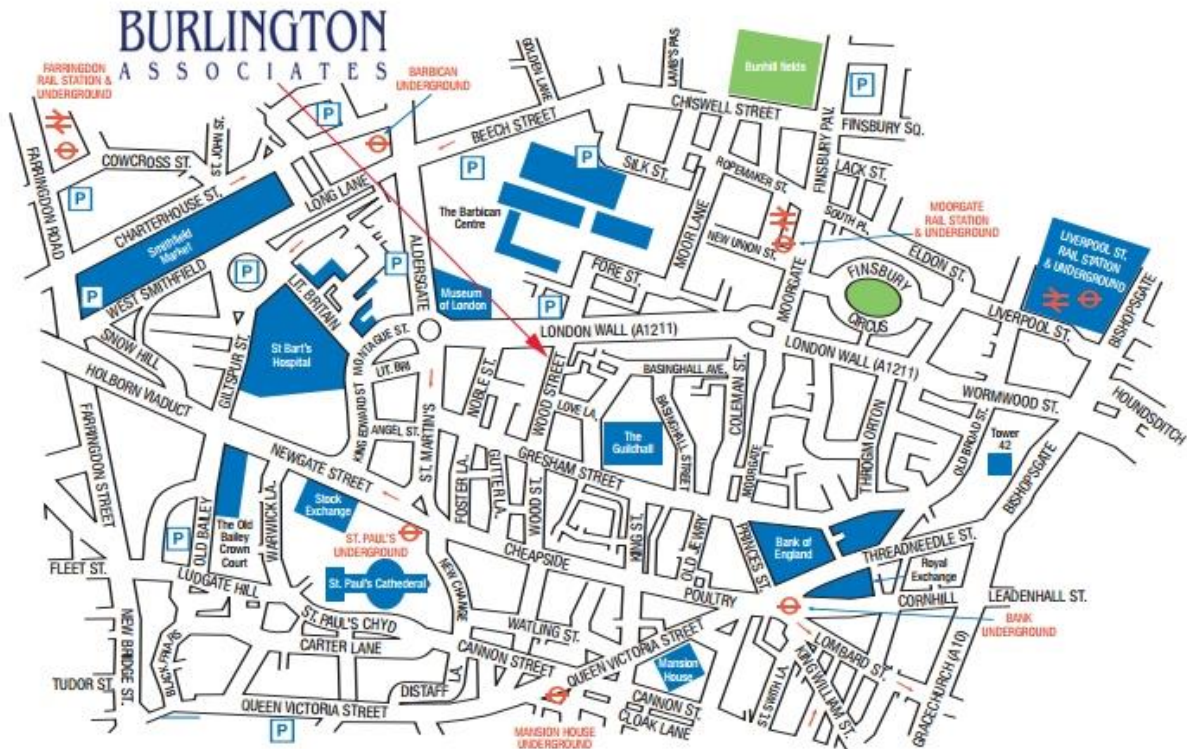 BURLINGTON
ASSOCIATES
FARRINGDON
RAIL STATION &
UNDERGROUND
BARBICAN
UNDERGROUND
GOLDEN LANE
LAMB'S PAS
Bunhill fields
P
P
CHISWELL STREET
FINSBURY PAV.
FINSBURY SQ.
BEECH STREET
COWCROSS ST.
ST. JOHN ST.
P
P
P
SILK ST.
ROPEMAKER ST.
LACK ST.
FARRINGDON ROAD
P
CHARTERHOUSE ST.
LONG LANE
Smithfield
Market
The Barbican
Centre
MOOR LANE
SOUTH PL.
MOORGATE
RAIL STATION
& UNDERGROUND
NEW UNION ST.
LIVERPOOL ST.
RAIL STATION
& UNDERGROUND
ELDON ST.
FINSBURY
CIRCUS
BISHOPSGATE
ALDERSGATE
FORE ST.
MOORGATE
P
P
P
WEST SMITHFIELD
LIT. BRITAIN
Museum
of London
P
LIVERPOOL ST.
SNOW HILL
GILTSPUR ST.
St Bart's
Hospital
MONTAGUE ST.
LONDON WALL (A1211)
LONDON WALL (A1211)
LIT. BRI
HOLBORN VIADUCT
NOBLE ST.
WOOD STREET
BASINGHALL AVE.
COLEMAN ST.
WORMWOOD ST.
HOUNDSDITCH
KING EDWARD ST
ANGEL ST.
ST. MARTIN'S
LOVE LA.
BASINGHALL STREET
The
Guildhall
THROGMORTON
OLD BROAD ST.
Tower
42
BISHOPSGATE
FARRINGDON STREET
NEWGATE STREET
GRESHAM STREET
MOORGATE
OLD BAILEY
The Old
Bailey
Crown
Court
WARWICK LA.
Stock
Exchange
FOSTER LA.
GUTTER LA.
WOOD ST.
KING ST.
OLD JEWRY
PRINCES ST.
Bank of
England
THREADNEEDLE ST.
P
ST. PAUL'S
UNDERGROUND
CHEAPSIDE
Royal
Exchange
FLEET ST.
LUDGATE HILL
St. Paul's Cathederal
NEW CHANGE
POULTRY
CORNHILL
LEADENHALL ST.
BANK
UNDERGROUND
ST. PAUL'S CHYD
WATLING ST.
NEW BRIDGE ST.
BLACK FRARS
CARTER LANE
CANNON STREET
QUEEN VICTORIA STREET
LOMBARD ST.
Mansion
House
KING WILLIAM ST.
ST. SWITH LA.
GRACECHURCH (A10)
TUDOR ST.
DISTAFF LA.
QUEEN VICTORIA STREET
CANNON ST.
CLOAK LANE
P
MANSION HOUSE
UNDERGROUND